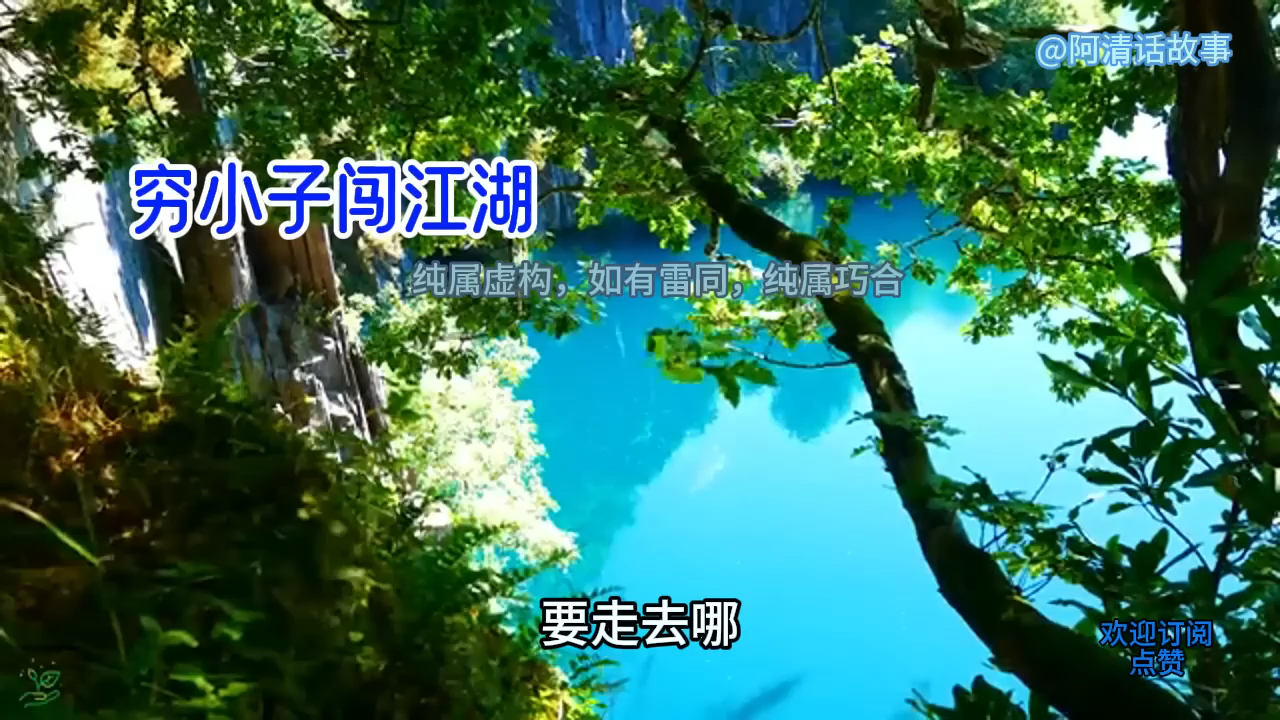 @阿清话故事
穷小子闯江湖
纯属虚构，如有雷同，纯属巧合
要走去哪
欢迎订阅
点赞